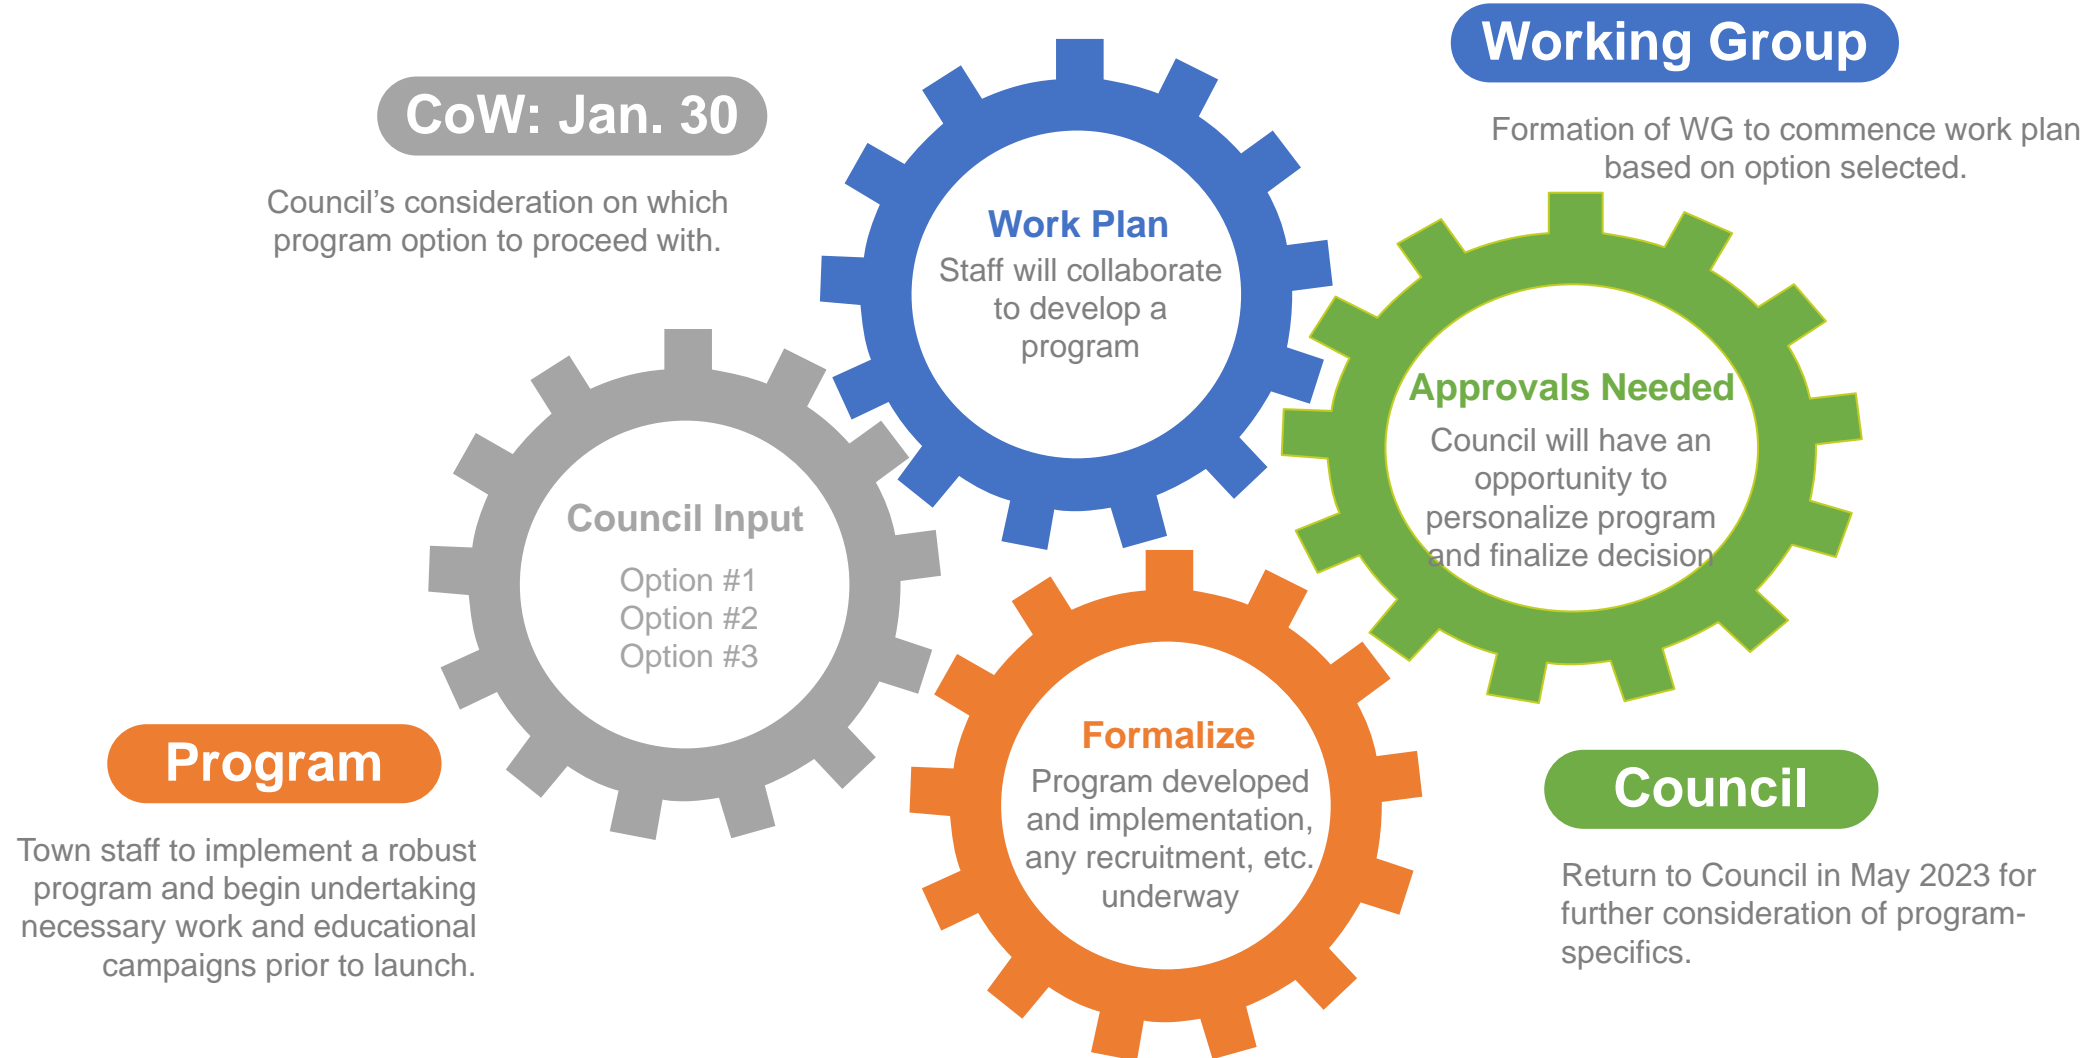 CoW: Jan. 30
Council’s consideration on which
program option to proceed with.
Council Input
Option #1
Option #2
Option #3
Working Group
Formation of WG to commence work plan
based on option selected.
Work Plan
Staff will collaborate
to develop a
program
Approvals Needed
Council will have an
opportunity to
personalize program
and finalize decision
Council
Return to Council in May 2023 for
further consideration of program-
specifics.
Program
Town staff to implement a robust
program and begin undertaking
necessary work and educational
campaigns prior to launch.
Formalize
Program developed
and implementation,
any recruitment, etc.
underway